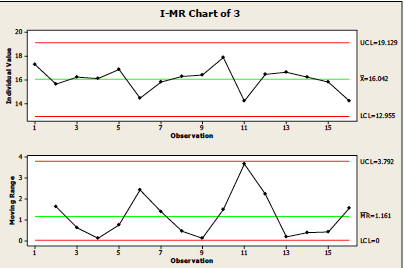 I-MR Chart of 3
20
18
16
14
Individual Value
UCL=19.129
X̄=16.042
LCL=12.955
1 3 5 7 9 11 13 15
Observation
4
3
2
1
0
Moving Range
UCL=3.792
M̄R̄=1.161
LCL=0
1 3 5 7 9 11 13 15
Observation